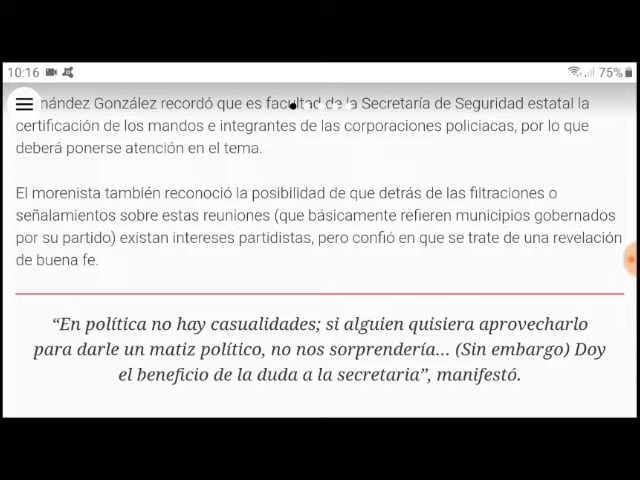 10:16
75%
nández González recordó que es facultad de la Secretaría de Seguridad estatal la
certificación de los mandos e integrantes de las corporaciones policiacas, por lo que
deberá ponerse atención en el tema.
El morenista también reconoció la posibilidad de que detrás de las filtraciones o
señalamientos sobre estas reuniones (que básicamente refieren municipios gobernados
por su partido) existan intereses partidistas, pero confió en que se trate de una revelación
de buena fe.
“En política no hay casualidades; si alguien quisiera aprovecharlo
para darle un matiz político, no nos sorprendería... (Sin embargo) Doy
el beneficio de la duda a la secretaria”, manifestó.